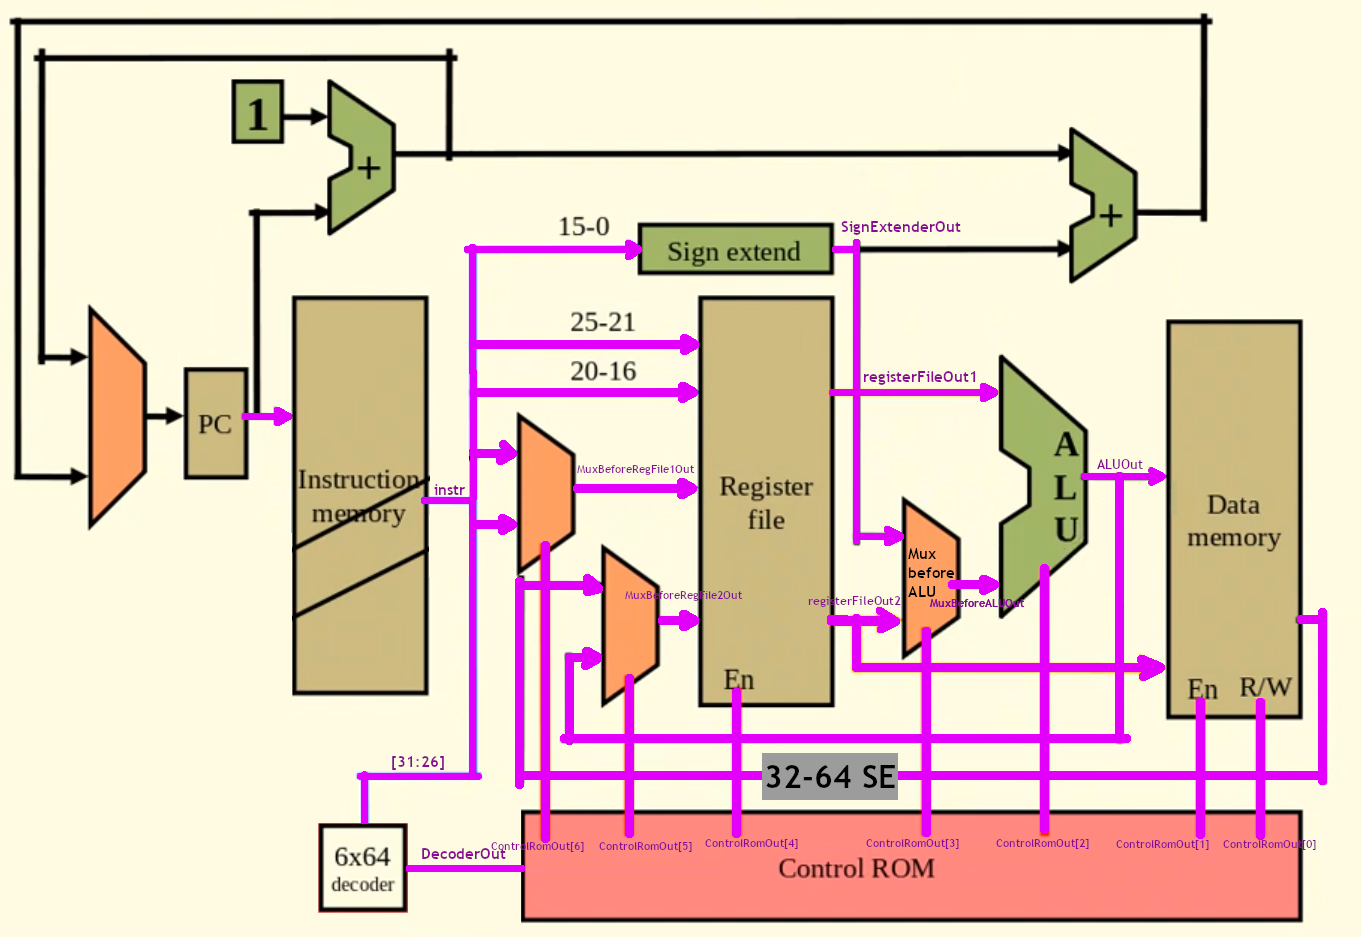 1
+
+
15-0
SignExtenderOut
Sign extend
25-21
20-16
registerFileOut1
PC
Instruction
memory
instr
MuxBeforeRegFile1Out
Register
file
A
L
U
ALUOut
Data
memory
Mux
before
ALU
MuxBeforeALUOut
MuxBeforeRegFile2Out
registerFileOut2
En
En
R/W
[31:26]
32-64 SE
6x64
decoder
DecoderOut
ControlRomOut[6]
ControlRomOut[5]
ControlRomOut[4]
ControlRomOut[3]
ControlRomOut[2]
ControlRomOut[1]
ControlRomOut[0]
Control ROM